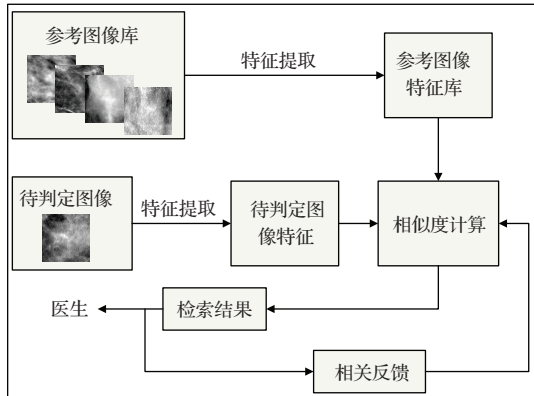 参考图像库
特征提取
参考图像
特征库
待判定图像
特征提取
待判定图
像特征
相似度计算
医生
检索结果
相关反馈